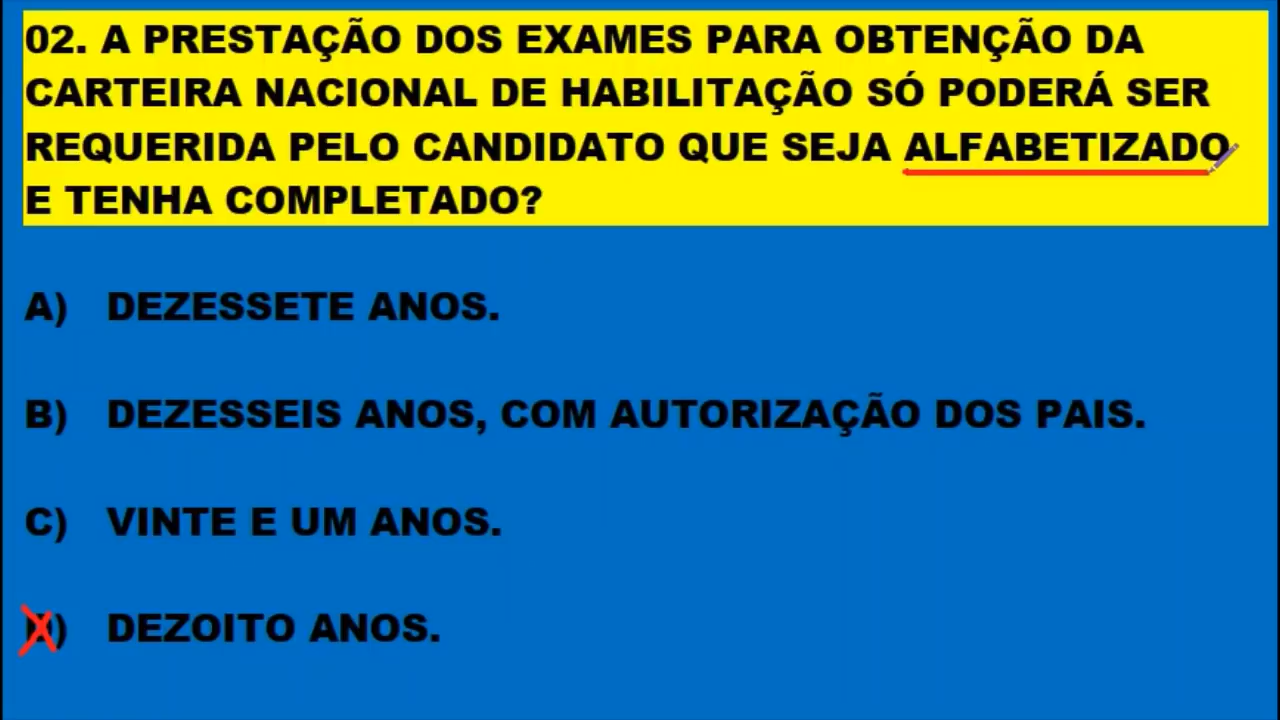 02. A PRESTAÇÃO DOS EXAMES PARA OBTENÇÃO DA
CARTEIRA NACIONAL DE HABILITAÇÃO SÓ PODERÁ SER
REQUERIDA PELO CANDIDATO QUE SEJA ALFABETIZADO
E TENHA COMPLETADO?
A) DEZESSETE ANOS.
B) DEZESSEIS ANOS, COM AUTORIZAÇÃO DOS PAIS.
C) VINTE E UM ANOS.
D) DEZOITO ANOS.